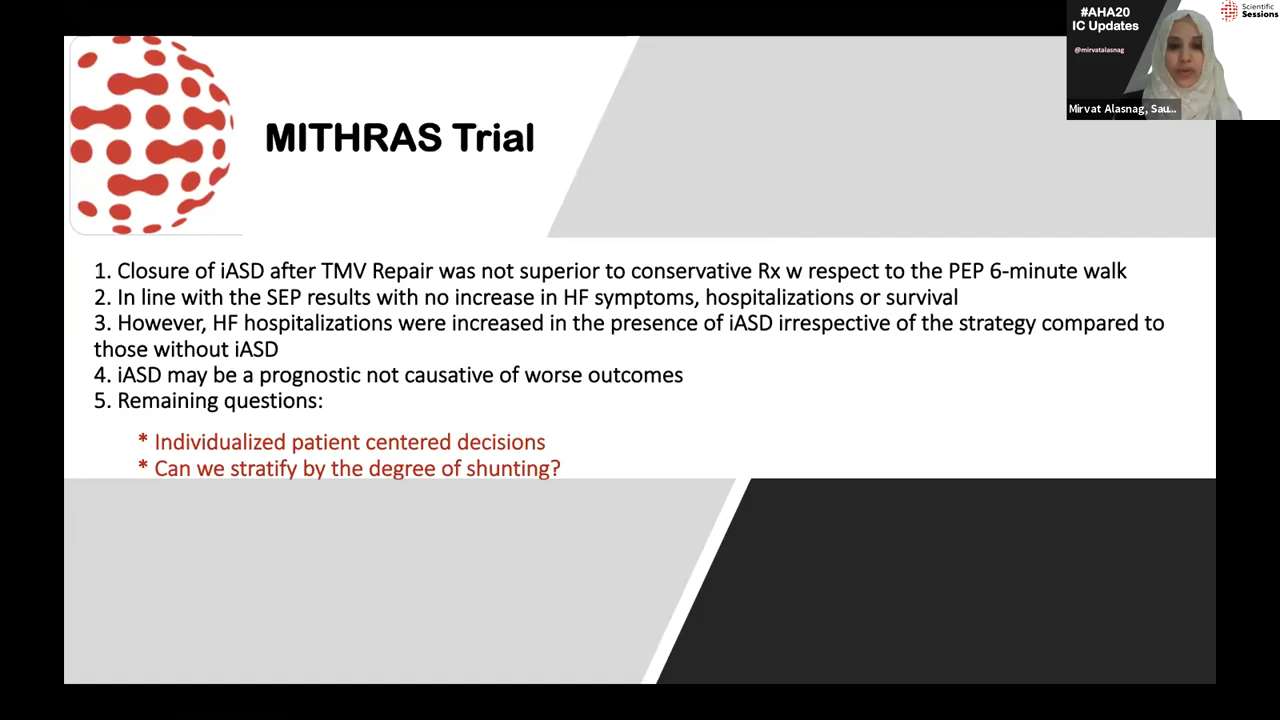 #AHA20
IC Updates
@mirvatalasnag
Mirvat Alasnag, Sau...
Scientific
Sessions
MITHRAS Trial
1. Closure of iASD after TMV Repair was not superior to conservative Rx w respect to the PEP 6-minute walk
2. In line with the SEP results with no increase in HF symptoms, hospitalizations or survival
3. However, HF hospitalizations were increased in the presence of iASD irrespective of the strategy compared to
those without iASD
4. iASD may be a prognostic not causative of worse outcomes
5. Remaining questions:
* Individualized patient centered decisions
* Can we stratify by the degree of shunting?